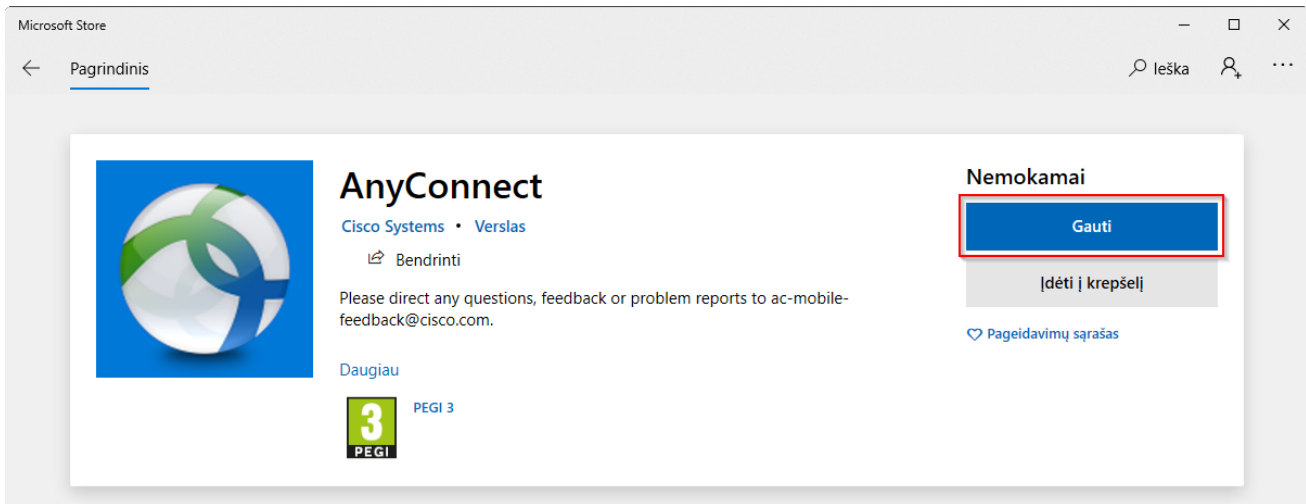 Microsoft Store
Pagrindinis
Ieška
AnyConnect
Cisco Systems • Verslas
Bendrinti
Please direct any questions, feedback or problem reports to ac-mobile-
feedback@cisco.com.
Daugiau
3
PEGI
PEGI 3
Nemokamai
Gauti
Įdėti į krepšelį
Pageidavimų sąrašas